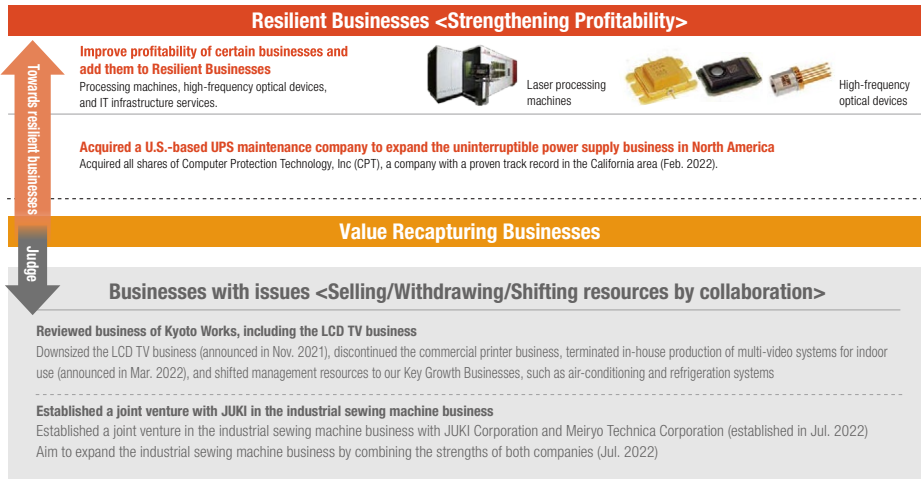 Resilient Businesses <Strengthening Profitability>
Towards resilient businesses
Improve profitability of certain businesses and
add them to Resilient Businesses
Processing machines, high-frequency optical devices,
and IT infrastructure services.
Laser processing
machines
High-frequency
optical devices
Acquired a U.S.-based UPS maintenance company to expand the uninterruptible power supply business in North America
Acquired all shares of Computer Protection Technology, Inc (CPT), a company with a proven track record in the California area (Feb. 2022).
Value Recapturing Businesses
Judge
Businesses with issues <Selling/Withdrawing/Shifting resources by collaboration>
Reviewed business of Kyoto Works, including the LCD TV business
Downsized the LCD TV business (announced in Nov. 2021), discontinued the commercial printer business, terminated in-house production of multi-video systems for indoor
use (announced in Mar. 2022), and shifted management resources to our Key Growth Businesses, such as air-conditioning and refrigeration systems
Established a joint venture with JUKI in the industrial sewing machine business
Established a joint venture in the industrial sewing machine business with JUKI Corporation and Meiryo Technica Corporation (established in Jul. 2022)
Aim to expand the industrial sewing machine business by combining the strengths of both companies (Jul. 2022)